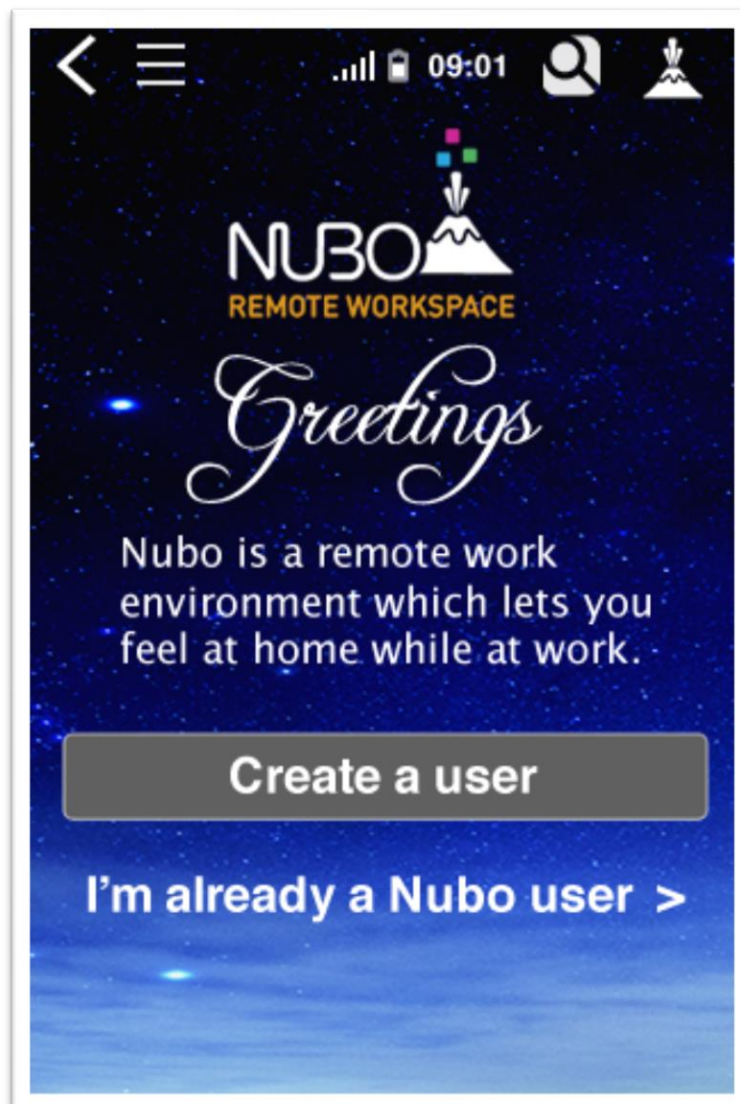 09:01
NUBO
REMOTE WORKSPACE
Greetings
Nubo is a remote work
environment which lets you
feel at home while at work.
Create a user
I'm already a Nubo user >